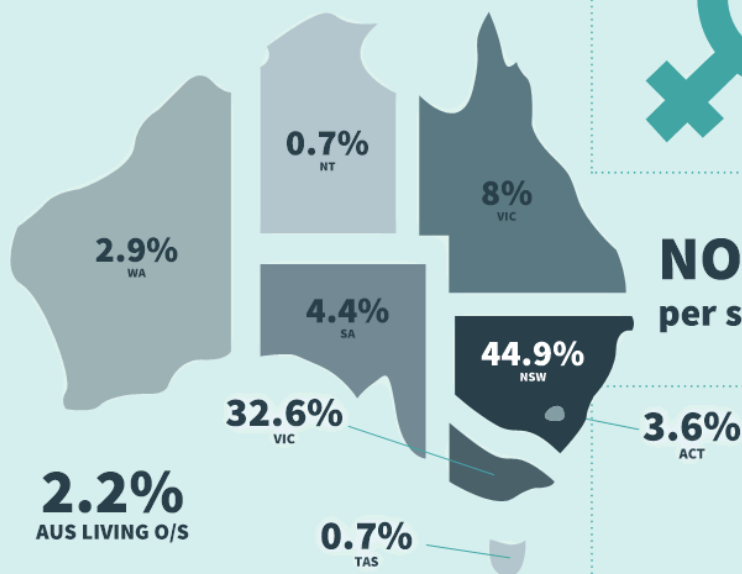 0.7%
NT
8%
VIC
2.9%
WA
NO
per s
4.4%
SA
44.9%
NSW
32.6%
VIC
3.6%
ACT
2.2%
AUS LIVING O/S
0.7%
TAS